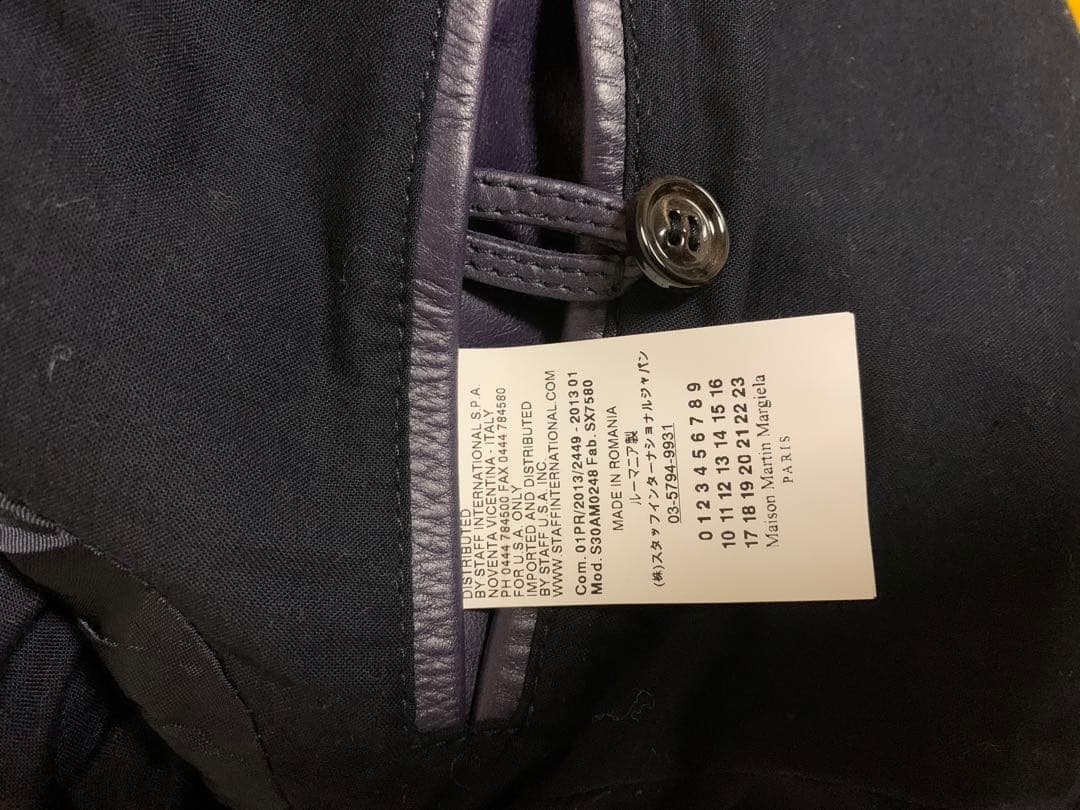 DISTRIBUTED
BY STAFF INTERNATIONAL S.P.A.
NOVENTA VICENTINA - ITALY
PH 0444 784500 FAX 0444 784580
FOR U.S.A. ONLY
IMPORTED AND DISTRIBUTED
BY STAFF U.S.A. INC.
WWW.STAFFINTERNATIONAL.COM
Com. 01PR/2013/2449 - 2013 01
Mod. S30AM0248 Fab. SX7580
MADE IN ROMANIA
ルーマニア製
(株)スタッフインターナショナルジャパン
03-5794-9931
0 1 2 3 4 5 6 7 8 9
10 11 12 13 14 15 16
17 18 19 20 21 22 23
Maison Martin Margiela
PARIS